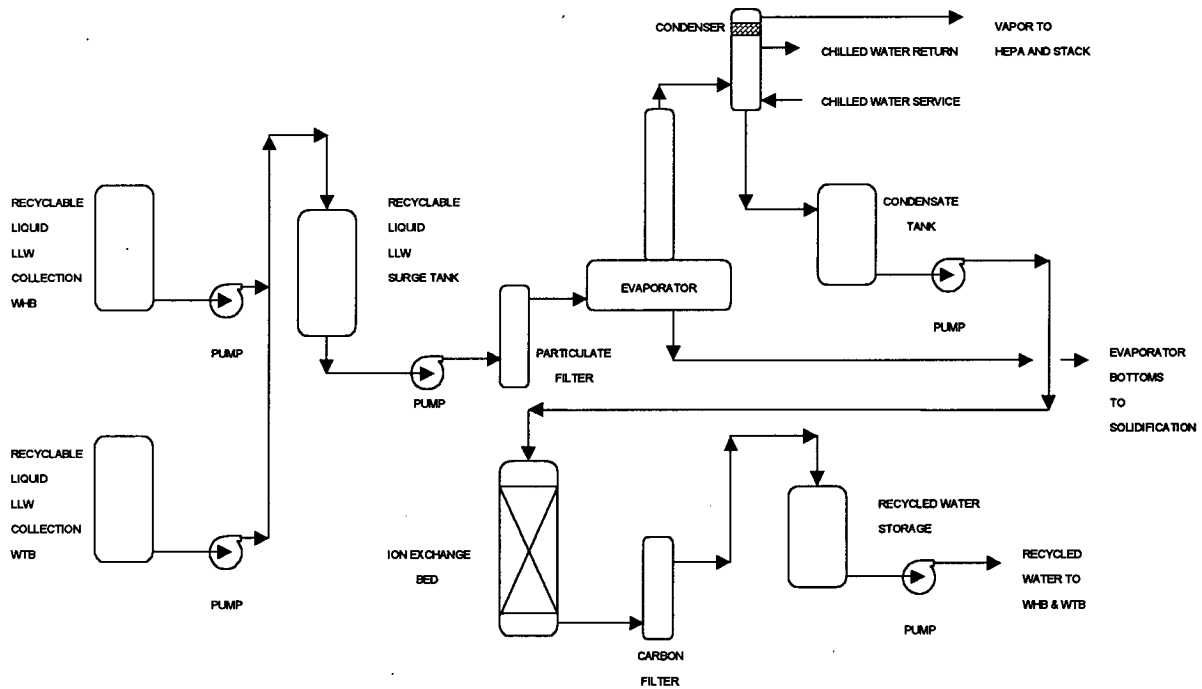 CONDENSER
VAPOR TO
HEPA AND STACK
CHILLED WATER RETURN
CHILLED WATER SERVICE
RECYCLABLE
LIQUID
LLW
COLLECTION
WHB
PUMP
RECYCLABLE
LIQUID
LLW
SURGE TANK
PUMP
PARTICULATE
FILTER
EVAPORATOR
CONDENSATE
TANK
PUMP
EVAPORATOR
BOTTOMS
TO
SOLIDIFICATION
RECYCLABLE
LIQUID
LLW
COLLECTION
WTB
PUMP
ION EXCHANGE
BED
CARBON
FILTER
RECYCLED WATER
STORAGE
PUMP
RECYCLED
WATER TO
WHB & WTB